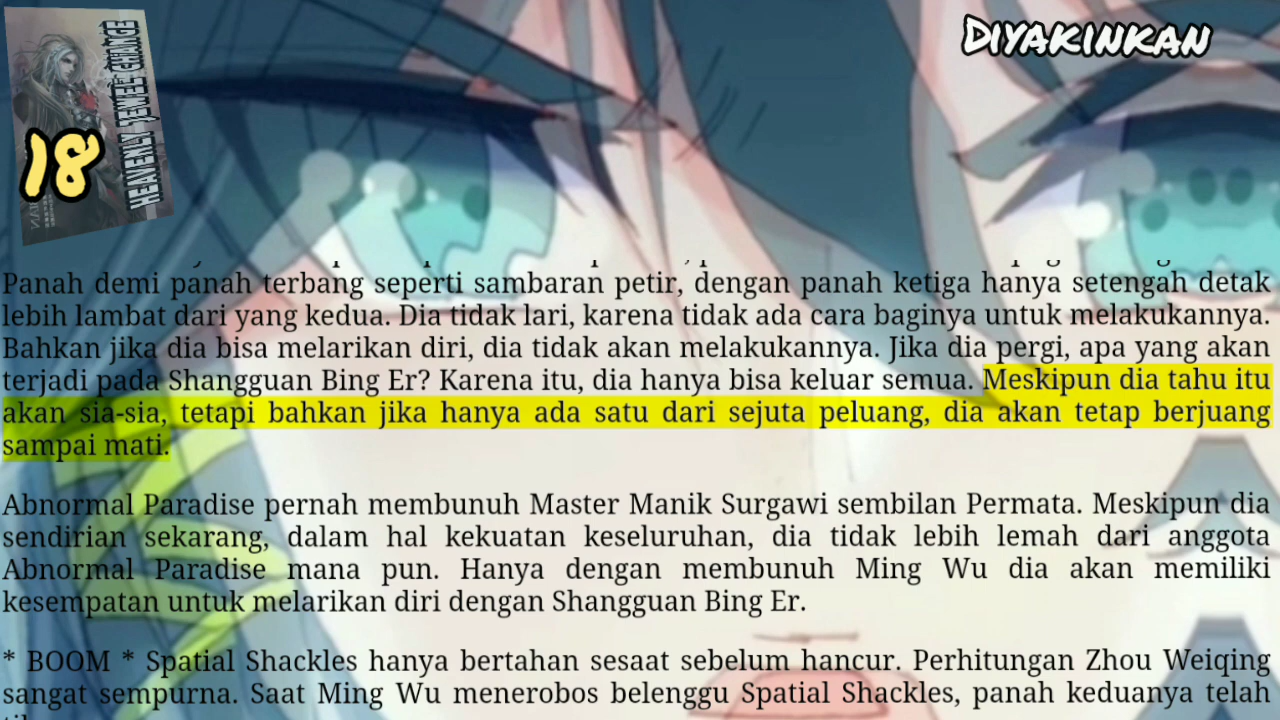 HEAVENLY JEWEL CHANGE
18
DIYAKINKAN
Panah demi panah terbang seperti sambaran petir, dengan panah ketiga hanya setengah detak
lebih lambat dari yang kedua. Dia tidak lari, karena tidak ada cara baginya untuk melakukannya.
Bahkan jika dia bisa melarikan diri, dia tidak akan melakukannya. Jika dia pergi, apa yang akan
terjadi pada Shangguan Bing Er? Karena itu, dia hanya bisa keluar semua. Meskipun dia tahu itu
akan sia-sia, tetapi bahkan jika hanya ada satu dari sejuta peluang, dia akan tetap berjuang
sampai mati.
Abnormal Paradise pernah membunuh Master Manik Surgawi sembilan Permata. Meskipun dia
sendirian sekarang, dalam hal kekuatan keseluruhan, dia tidak lebih lemah dari anggota
Abnormal Paradise mana pun. Hanya dengan membunuh Ming Wu dia akan memiliki
kesempatan untuk melarikan diri dengan Shangguan Bing Er.
* BOOM * Spatial Shackles hanya bertahan sesaat sebelum hancur. Perhitungan Zhou Weiqing
sangat sempurna. Saat Ming Wu menerobos belenggu Spatial Shackles, panah keduanya telah